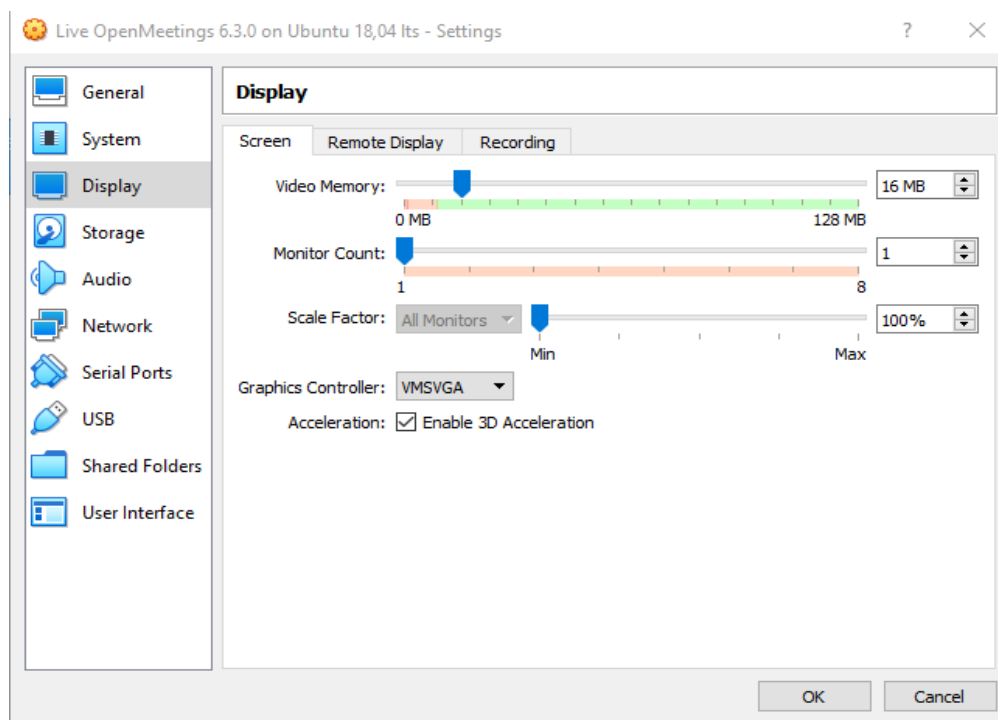 Live OpenMeetings 6.3.0 on Ubuntu 18,04 lts - Settings ?
General
System
Display
Storage
Audio
Network
Serial Ports
USB
Shared Folders
User Interface
Display
Screen Remote Display Recording
Video Memory: 16 MB
0 MB 128 MB
Monitor Count: 1
1 8
Scale Factor: All Monitors 100%
Min Max
Graphics Controller: VMSVGA
Acceleration: Enable 3D Acceleration
OK Cancel